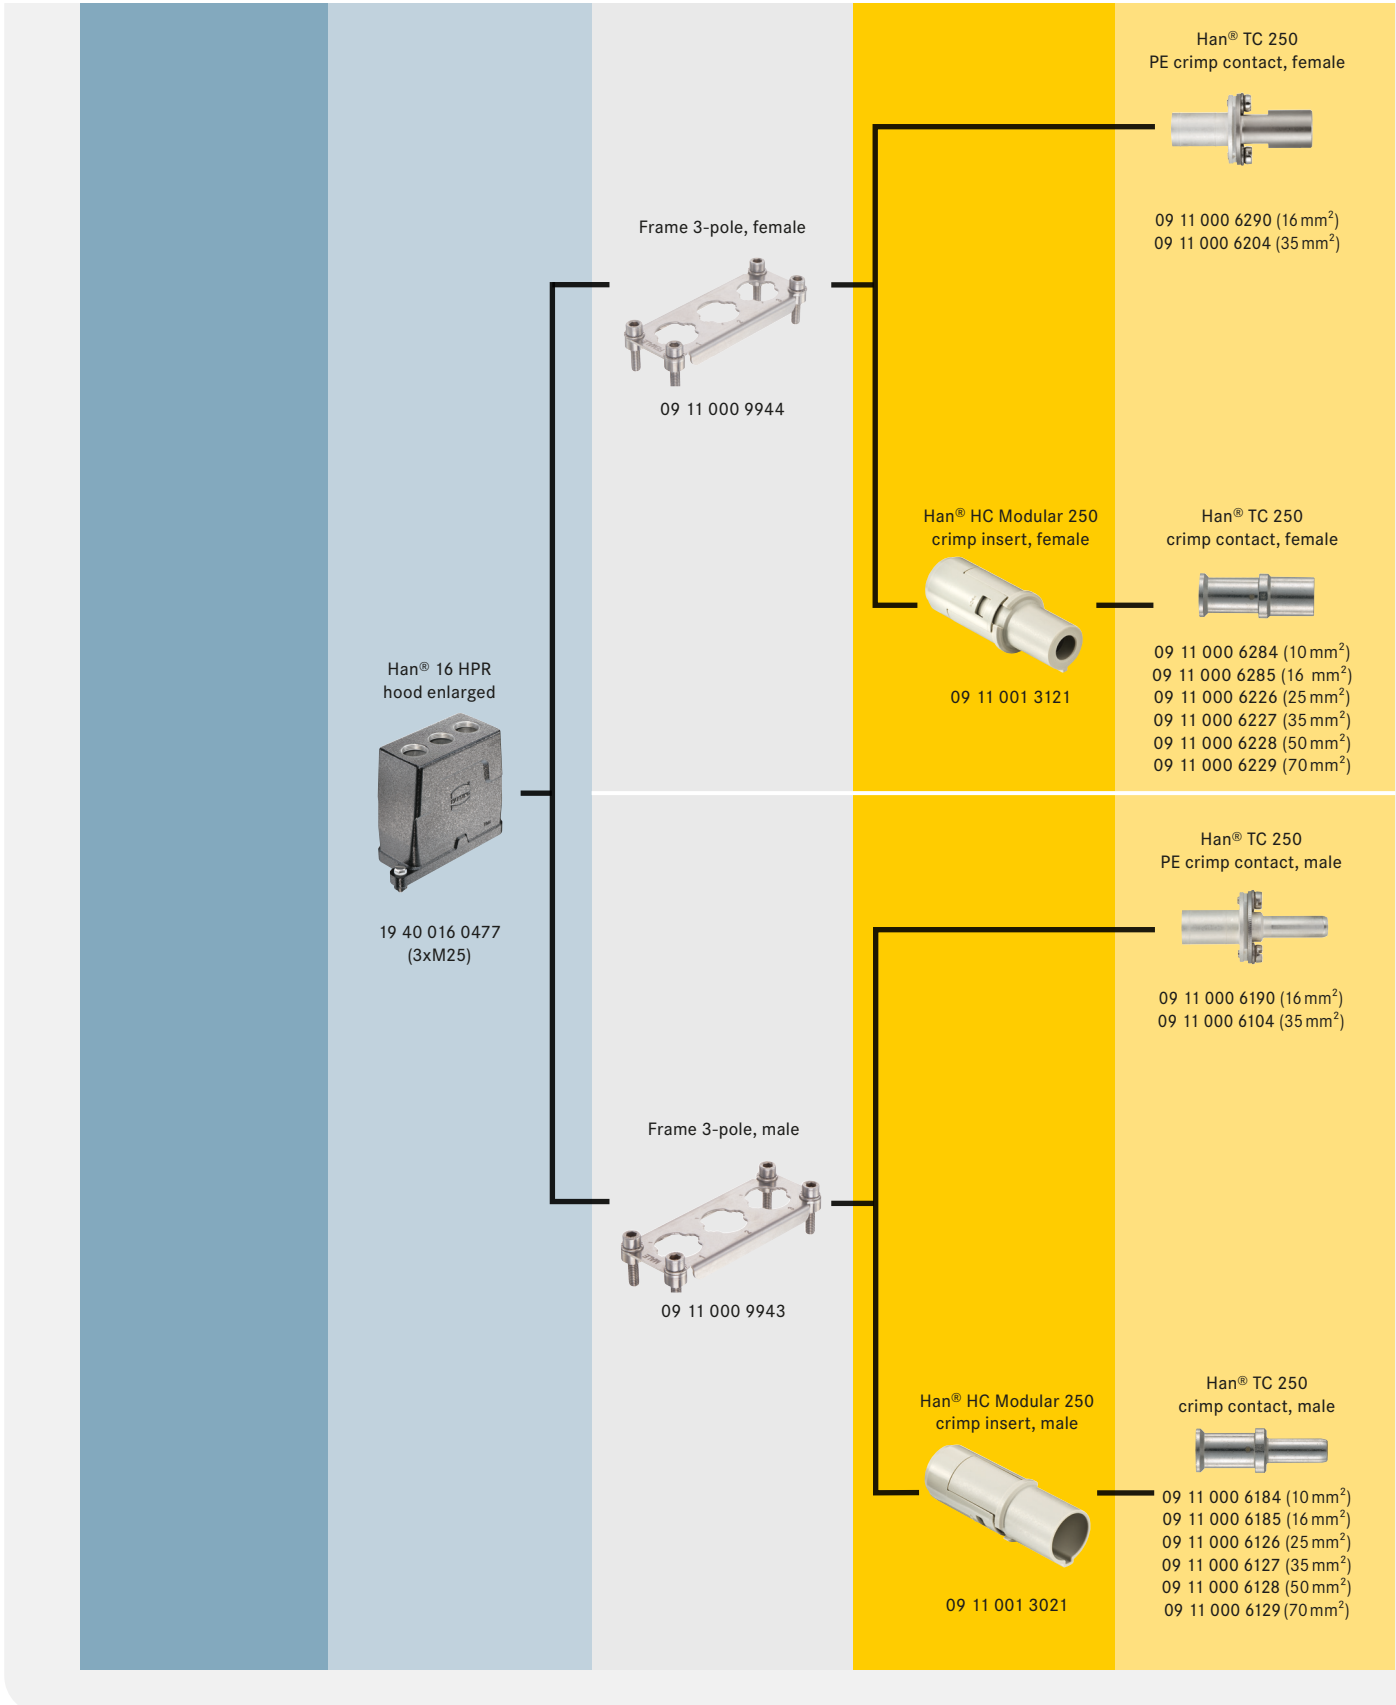 Han® TC 250
PE crimp contact, female
09 11 000 6290 (16 mm²)
09 11 000 6204 (35 mm²)
Frame 3-pole, female
09 11 000 9944
Han® HC Modular 250
crimp insert, female
09 11 001 3121
Han® TC 250
crimp contact, female
09 11 000 6284 (10 mm²)
09 11 000 6285 (16 mm²)
09 11 000 6226 (25 mm²)
09 11 000 6227 (35 mm²)
09 11 000 6228 (50 mm²)
09 11 000 6229 (70 mm²)
Han® 16 HPR
hood enlarged
19 40 016 0477
(3xM25)
Han® TC 250
PE crimp contact, male
09 11 000 6190 (16 mm²)
09 11 000 6104 (35 mm²)
Frame 3-pole, male
09 11 000 9943
Han® HC Modular 250
crimp insert, male
09 11 001 3021
Han® TC 250
crimp contact, male
09 11 000 6184 (10 mm²)
09 11 000 6185 (16 mm²)
09 11 000 6126 (25 mm²)
09 11 000 6127 (35 mm²)
09 11 000 6128 (50 mm²)
09 11 000 6129 (70 mm²)